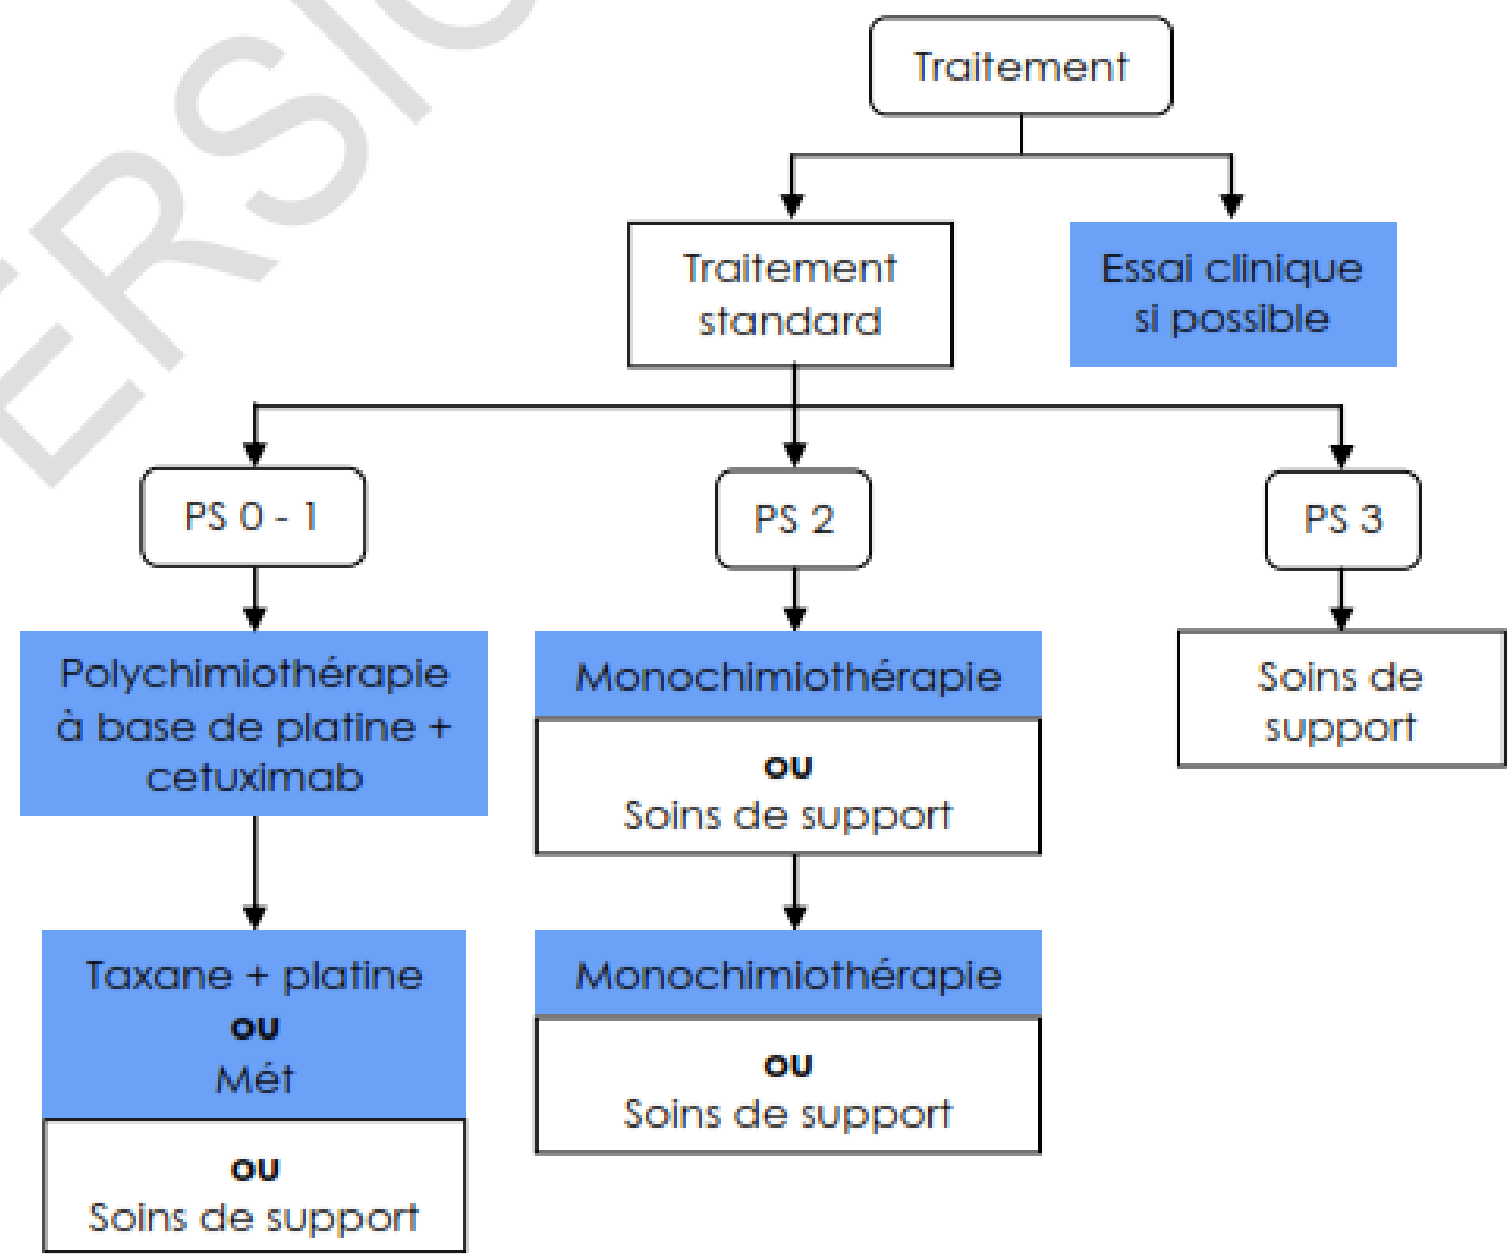 Traitement
Traitement
standard
Essai clinique
si possible
PS 0 - 1
PS 2
PS 3
Polychimiothérapie
à base de platine +
cetuximab
Monochimiothérapie
ou
Soins de support
Soins de
support
Taxane + platine
ou
Mét
ou
Soins de support
Monochimiothérapie
ou
Soins de support
ERSIO